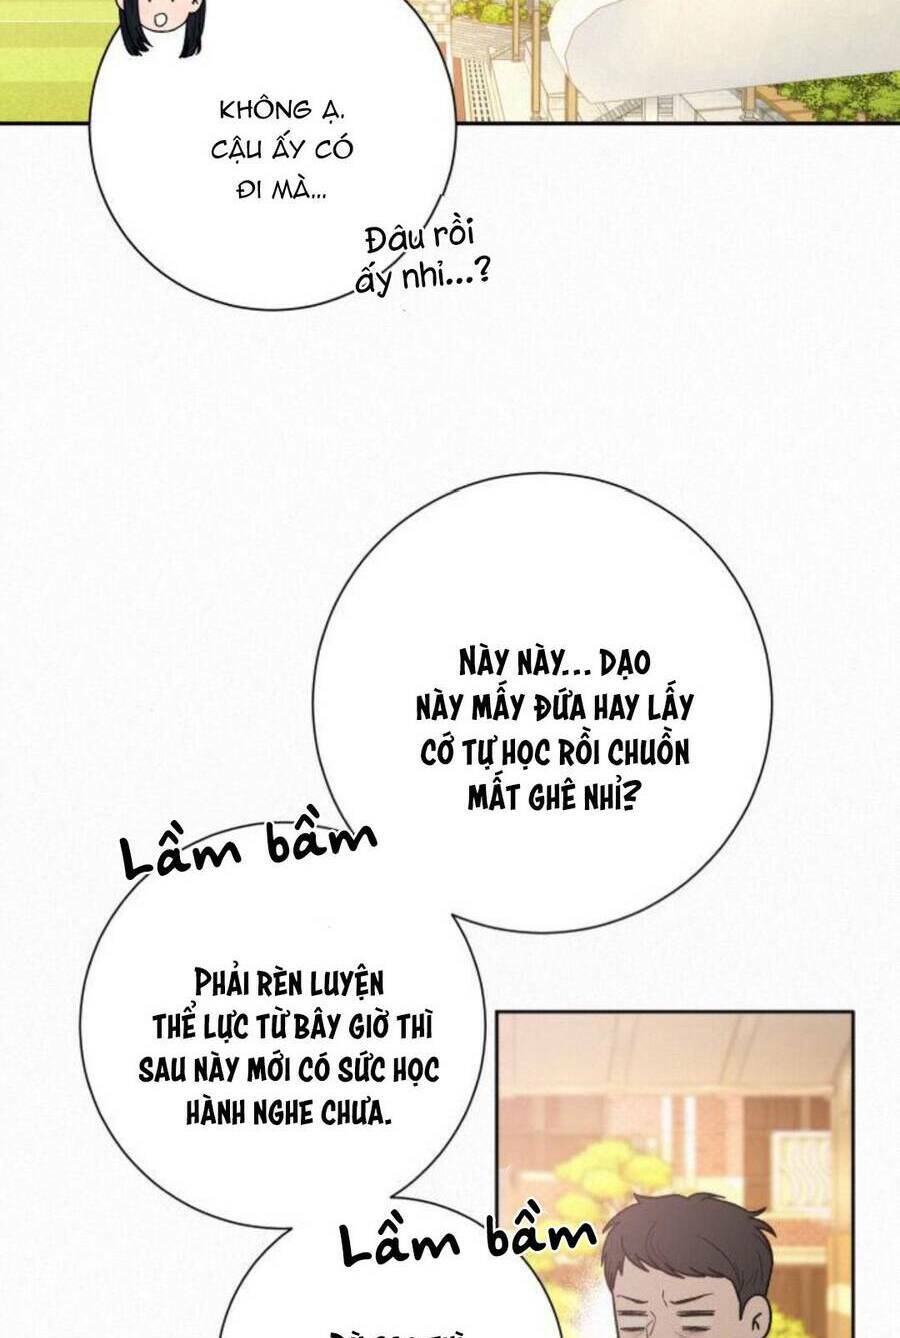 KHÔNG Ạ.
CẬU ẤY CÓ
ĐI MÀ...
Đâu rồi
ấy nhỉ...?
NÀY NÀY... DẠO
NÀY MẤY ĐỨA HAY LẤY
CỚ TỰ HỌC RỒI CHUỒN
MẤT GHÊ NHỈ?
Lầm bầm
PHẢI RÈN LUYỆN
THỂ LỰC TỪ BÂY GIỜ THÌ
SAU NÀY MỚI CÓ SỨC HỌC
HÀNH NGHE CHƯA.
Lầm bầm